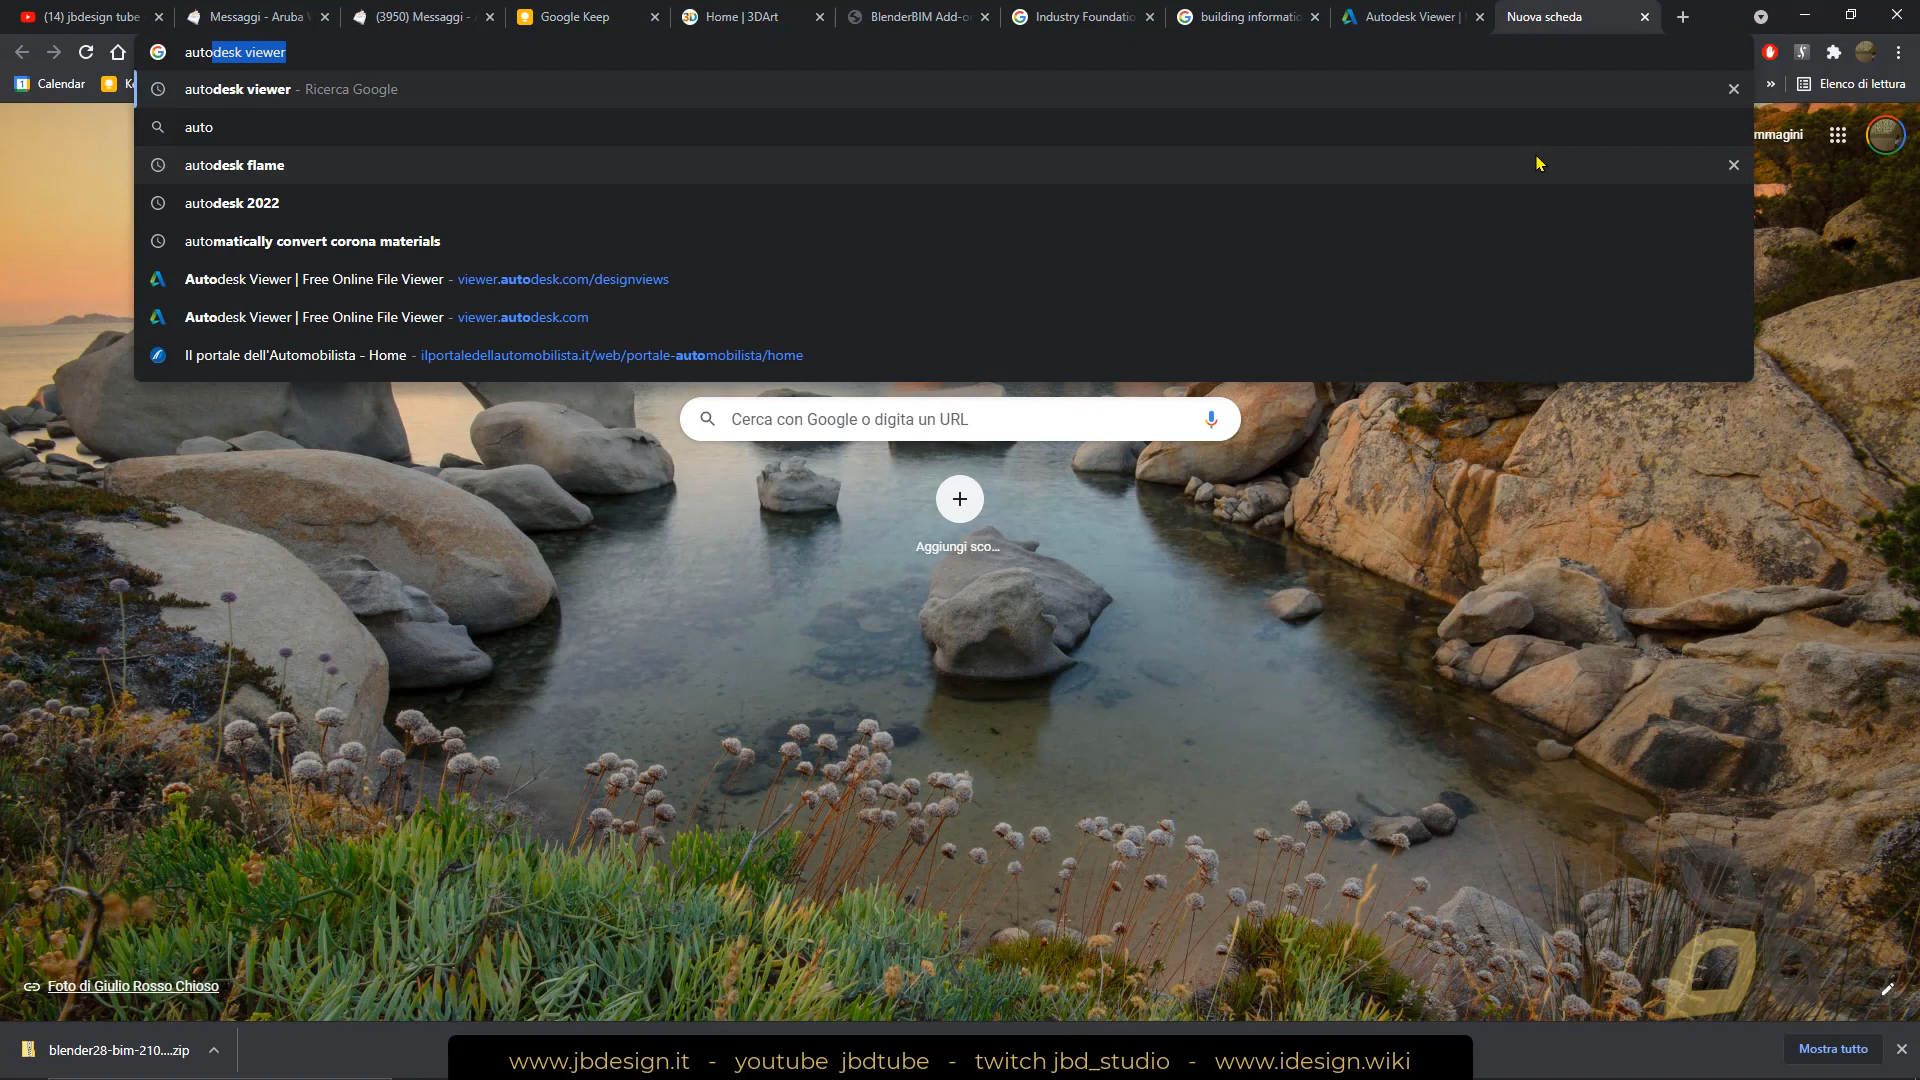 (14) jbdesign tube
Messaggi - Aruba
(3950) Messaggi -
Google Keep
Home | 3DArt
BlenderBIM Add-o
Industry Foundatio
building informatic
Autodesk Viewer |
Nuova scheda
autodesk viewer
Calendar
Elenco di lettura
autodesk viewer - Ricerca Google
auto
mmagini
autodesk flame
autodesk 2022
automatically convert corona materials
Autodesk Viewer | Free Online File Viewer - viewer.autodesk.com/designviews
Autodesk Viewer | Free Online File Viewer - viewer.autodesk.com
Il portale dell'Automobilista - Home - ilportaledellautomobilista.it/web/portale-automobilista/home
Cerca con Google o digita un URL
Aggiungi sco...
Foto di Giulio Rosso Chioso
blender28-bim-210....zip
Mostra tutto
www.jbdesign.it - youtube jbdtube - twitch jbd_studio - www.idesign.wiki